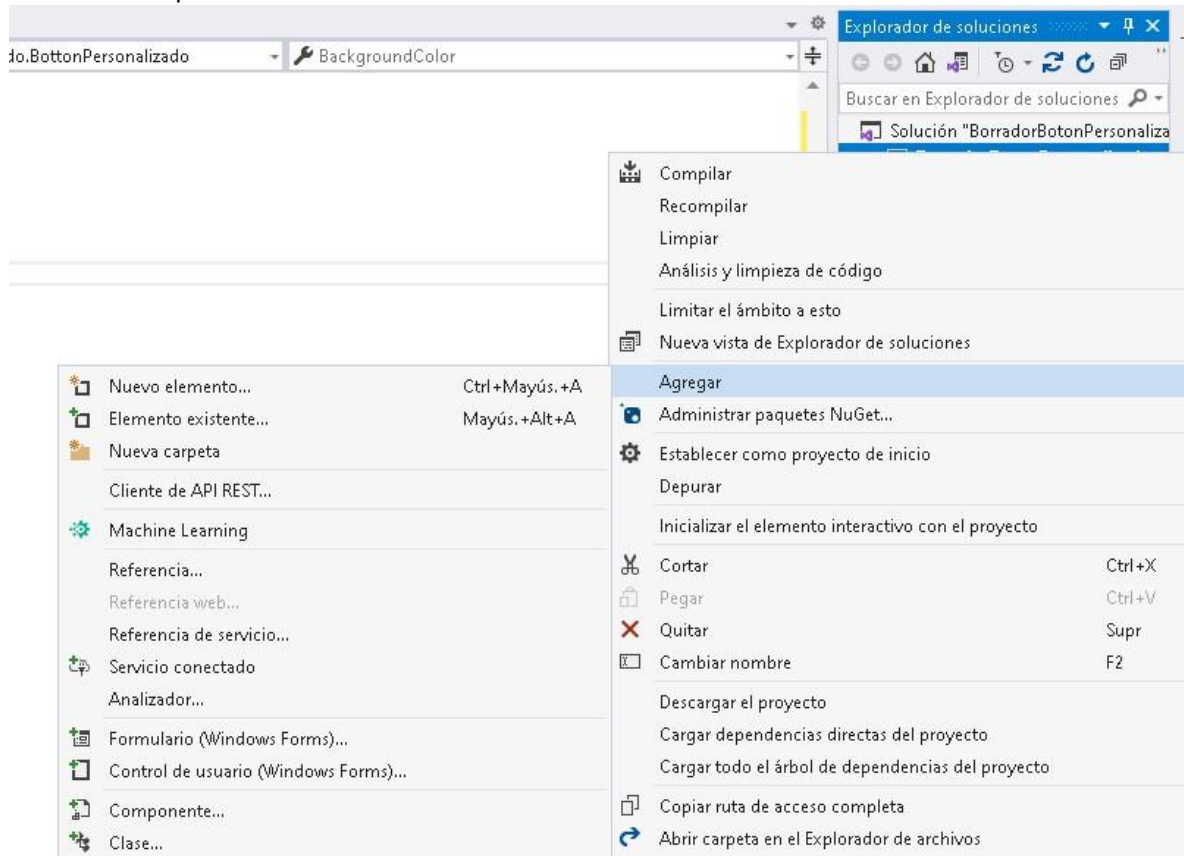 Explorador de soluciones
do.BottonPersonalizado
BackgroundColor
Buscar en Explorador de soluciones
Solución "BorradorBotonPersonaliza
Compilar
Recompilar
Limpiar
Análisis y limpieza de código
Limitar el ámbito a esto
Nueva vista de Explorador de soluciones
Agregar
Administrar paquetes NuGet...
Establecer como proyecto de inicio
Depurar
Inicializar el elemento interactivo con el proyecto
Cortar Ctrl+X
Pegar Ctrl+V
Quitar Supr
Cambiar nombre F2
Descargar el proyecto
Cargar dependencias directas del proyecto
Cargar todo el árbol de dependencias del proyecto
Copiar ruta de acceso completa
Abrir carpeta en el Explorador de archivos
Nuevo elemento... Ctrl+Mayús.+A
Elemento existente... Mayús.+Alt+A
Nueva carpeta
Cliente de API REST...
Machine Learning
Referencia...
Referencia web...
Referencia de servicio...
Servicio conectado
Analizador...
Formulario (Windows Forms)...
Control de usuario (Windows Forms)...
Componente...
Clase...